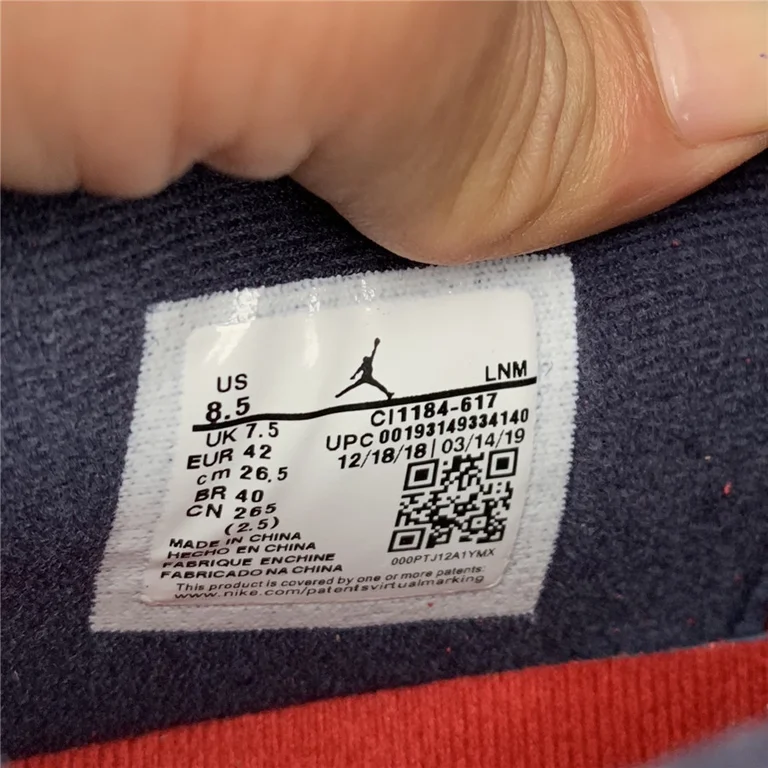 US
LNM
8.5
CI1184-617
UK 7.5
UPC 00193149334140
EUR 42
12/18/18 | 03/14/19
cm 26.5
BR 40
CN 265
(2.5)
MADE IN CHINA
HECHO EN CHINA
000PTJ12A1YMX
FABRIQUE ENCHINE
FABRICADO NA CHINA
This product is covered by one or more patents:
www.nike.com/patentsvirtualmarking